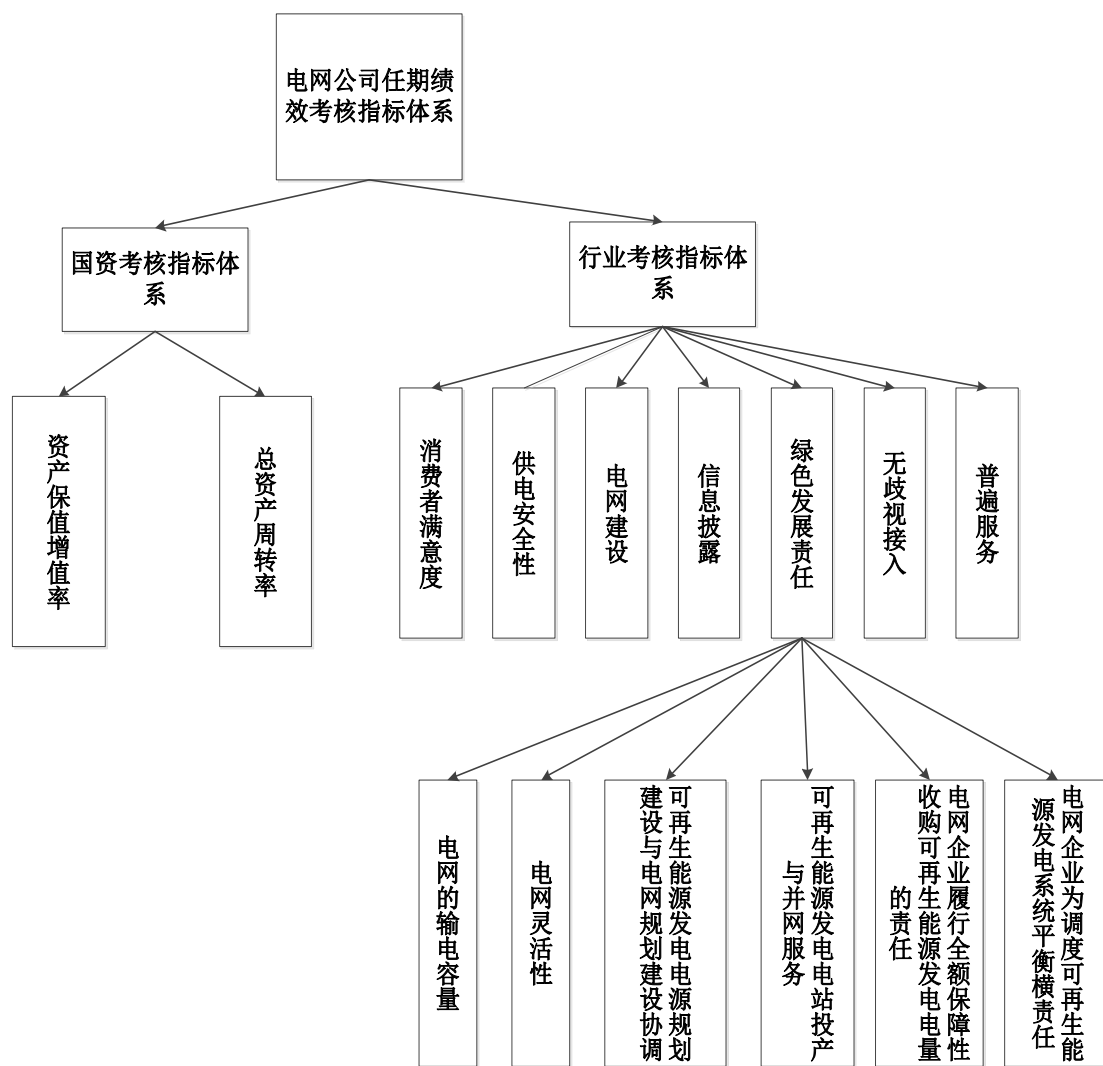 电网公司任期绩
效考核指标体系
国资考核指标体
系
行业考核指标体
系
资产保值增值率
总资产周转率
消费者满意度
供电安全性
电网建设
信息披露
绿色发展责任
无歧视接入
普遍服务
电网的输电容量
电网灵活性
可再生能源发电电源规划
建设与电网规划建设协调
可再生能源发电电站投产
与并网服务
电网企业履行全额保障性
收购可再生能源发电电量
的责任
电网企业为调度可再生能
源发电系统平衡横责任